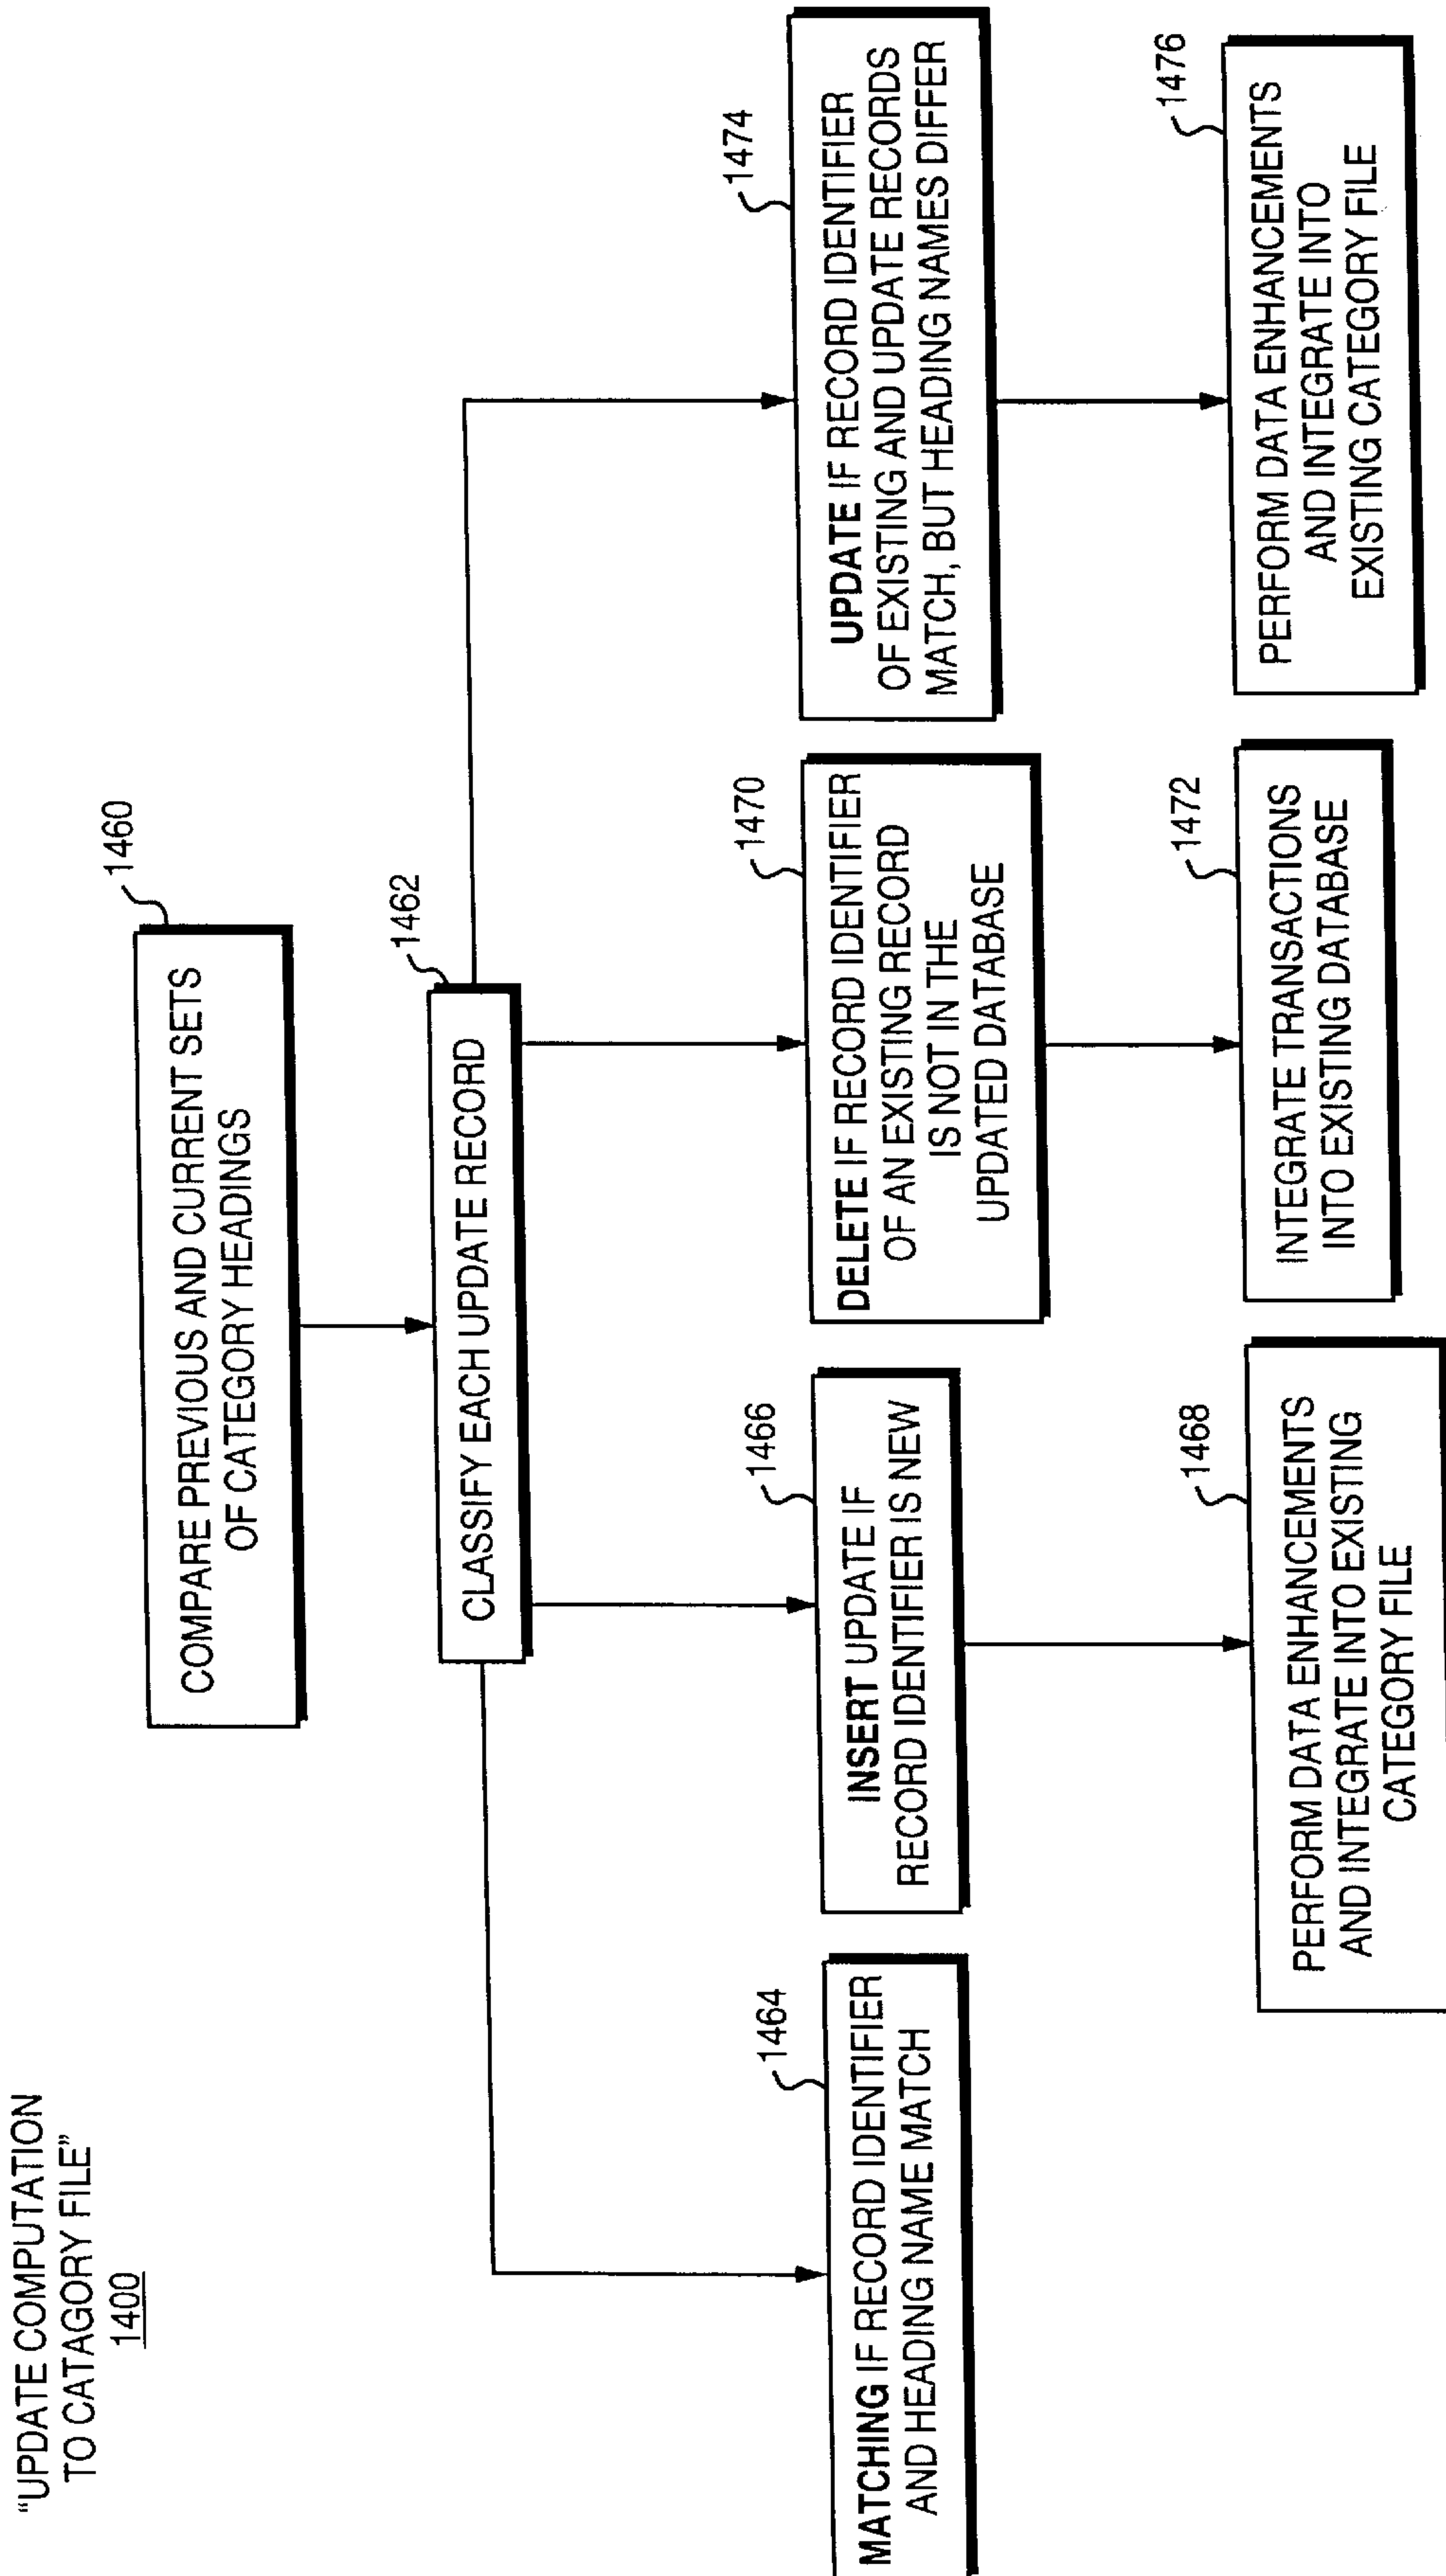 "UPDATE COMPUTATION
TO CATAGORY FILE"
1400
1460
COMPARE PREVIOUS AND CURRENT SETS
OF CATEGORY HEADINGS
1462
CLASSIFY EACH UPDATE RECORD
1464
MATCHING IF RECORD IDENTIFIER
AND HEADING NAME MATCH
1466
INSERT UPDATE IF
RECORD IDENTIFIER IS NEW
1470
DELETE IF RECORD IDENTIFIER
OF AN EXISTING RECORD
IS NOT IN THE
UPDATED DATABASE
1474
UPDATE IF RECORD IDENTIFIER
OF EXISTING AND UPDATE RECORDS
MATCH, BUT HEADING NAMES DIFFER
1468
PERFORM DATA ENHANCEMENTS
AND INTEGRATE INTO EXISTING
CATEGORY FILE
1472
INTEGRATE TRANSACTIONS
INTO EXISTING DATABASE
1476
PERFORM DATA ENHANCEMENTS
AND INTEGRATE INTO
EXISTING CATEGORY FILE